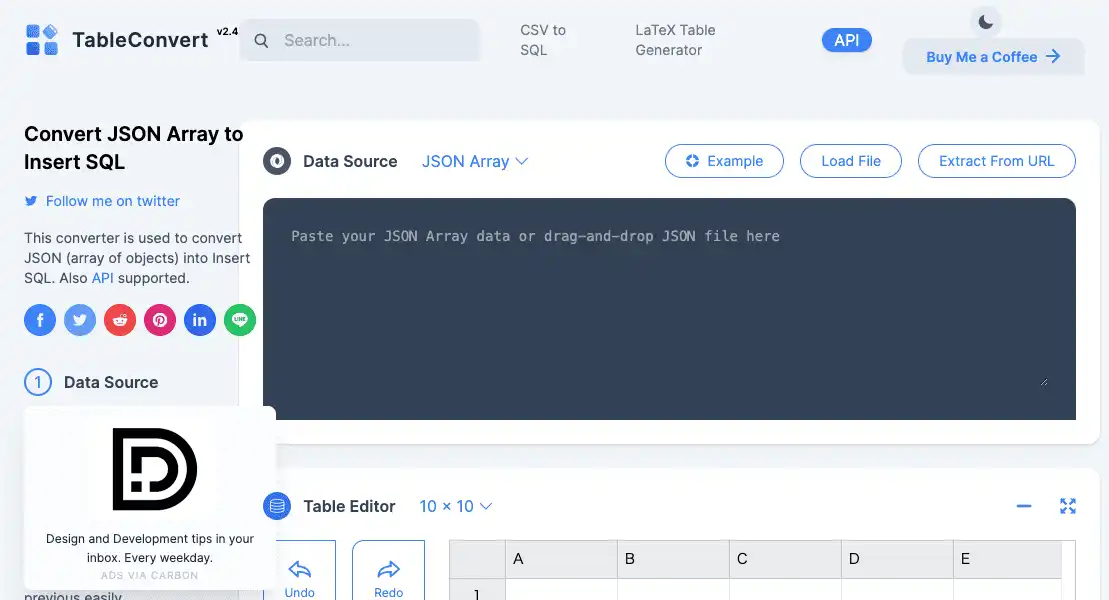 TableConvert v2.4
Search...
CSV to
SQL
LaTeX Table
Generator
API
Buy Me a Coffee
Convert JSON Array to
Insert SQL
Follow me on twitter
This converter is used to convert
JSON (array of objects) into Insert
SQL. Also API supported.
f
in
LINE
1 Data Source
Design and Development tips in your
inbox. Every weekday.
ADS VIA CARBON
previous easily
Data Source JSON Array
Example
Load File
Extract From URL
Paste your JSON Array data or drag-and-drop JSON file here
Table Editor 10 × 10
Undo
Redo
A B C D E
1